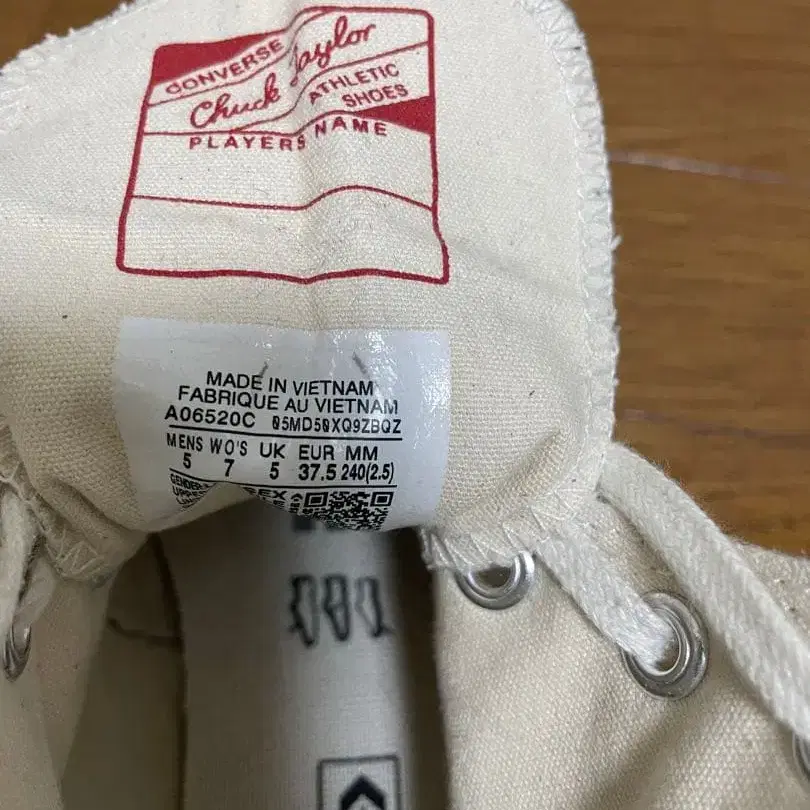 CONVERSE
Chuck Taylor
ATHLETIC
SHOES
PLAYERS NAME
MADE IN VIETNAM
FABRIQUE AU VIETNAM
A06520C 05MD50XQ9ZBQZ
MENS WO'S UK EUR MM
5 7 5 37.5 240(2.5)